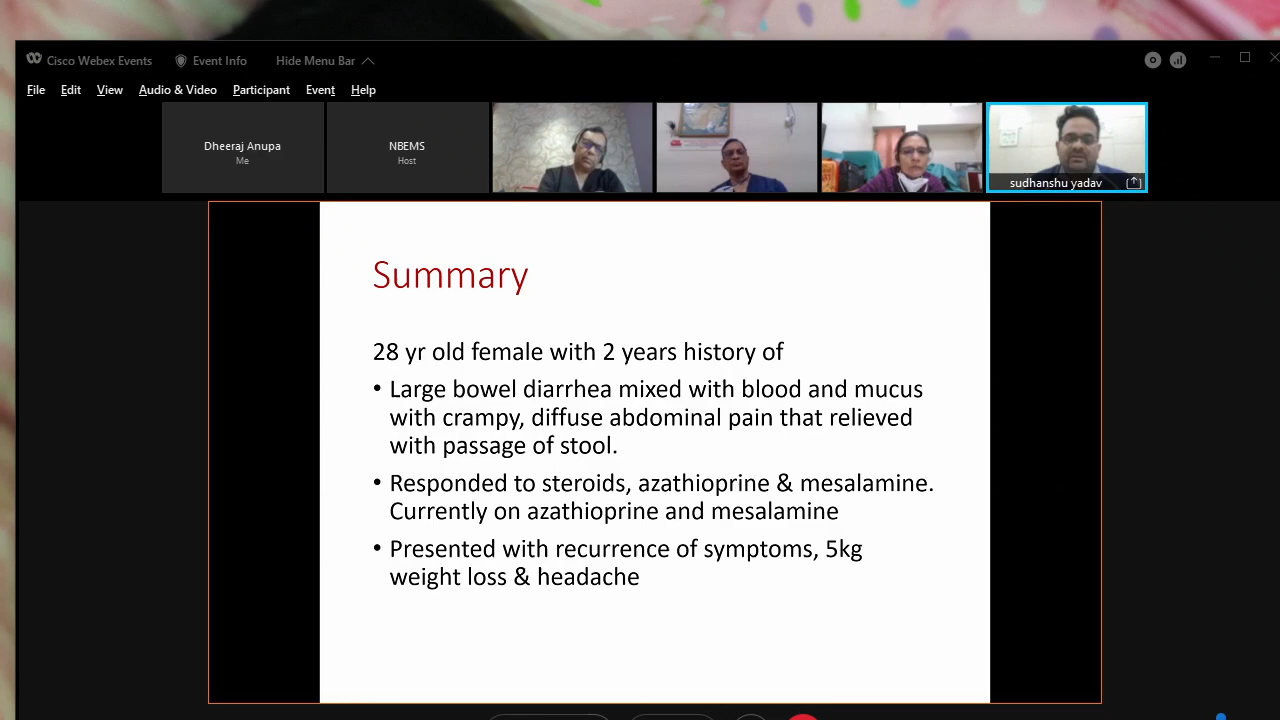 Cisco Webex Events
Event Info
Hide Menu Bar
File Edit View Audio & Video Participant Event Help
Dheeraj Anupa
Me
NBEMS
Host
sudhanshu yadav
Summary
28 yr old female with 2 years history of
• Large bowel diarrhea mixed with blood and mucus
with crampy, diffuse abdominal pain that relieved
with passage of stool.
• Responded to steroids, azathioprine & mesalamine.
Currently on azathioprine and mesalamine
• Presented with recurrence of symptoms, 5kg
weight loss & headache